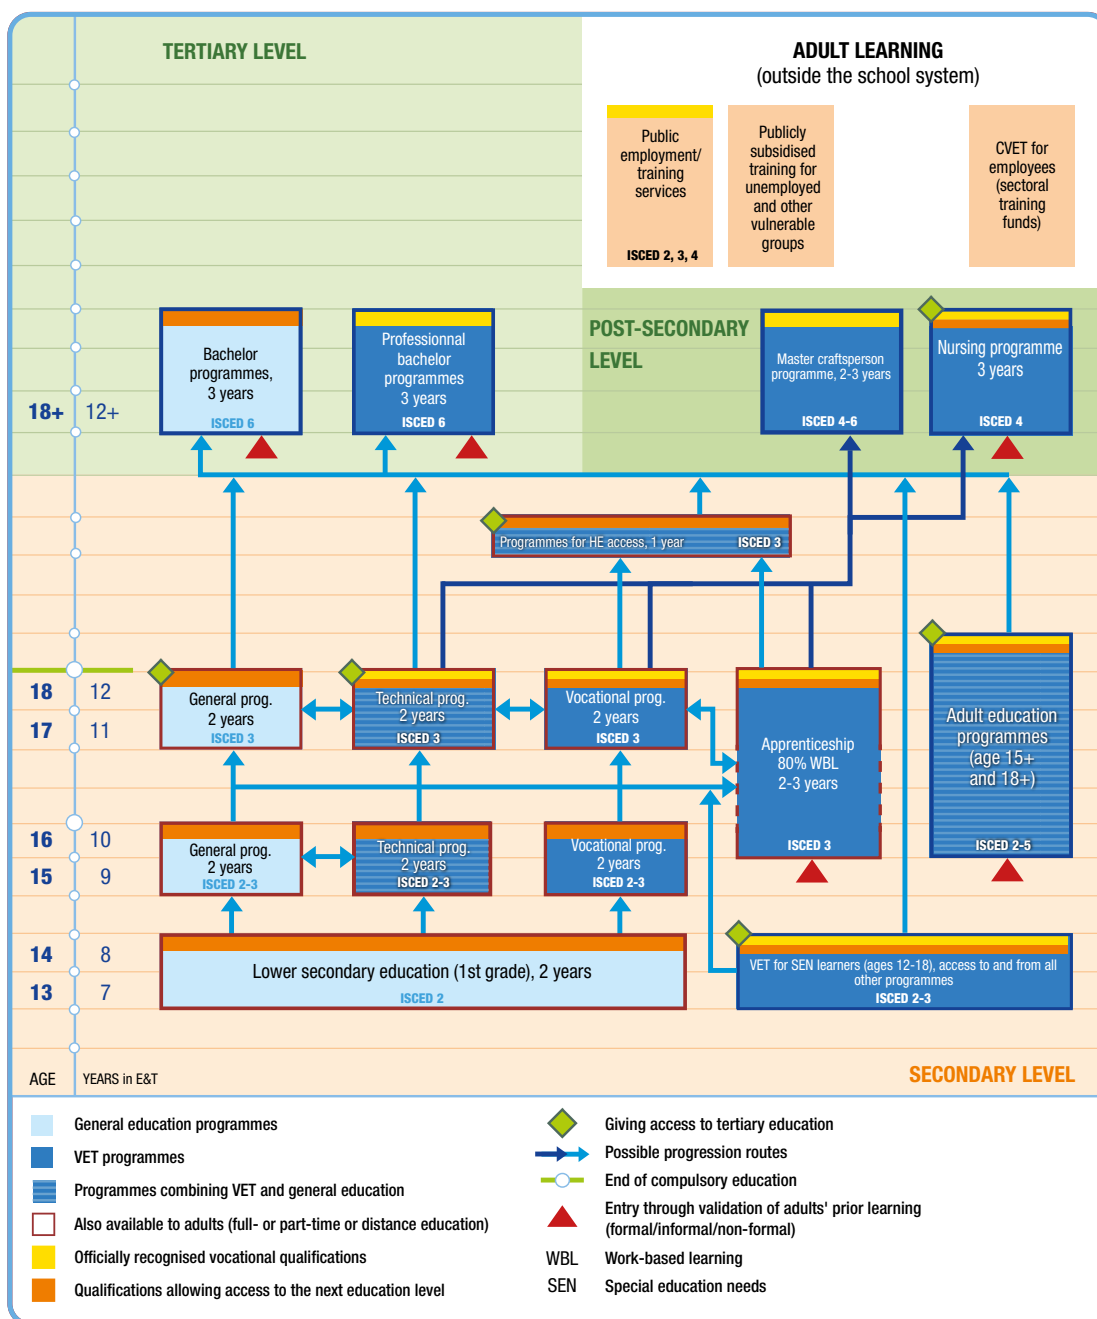 TERTIARY LEVEL
ADULT LEARNING
(outside the school system)
Public
employment/
training
services
ISCED 2, 3, 4
Publicly
subsidised
training for
unemployed
and other
vulnerable
groups
CVET for
employees
(sectoral
training
funds)
POST-SECONDARY
LEVEL
Bachelor
programmes,
3 years
ISCED 6
Professionnal
bachelor
programmes
3 years
ISCED 6
Master craftsperson
programme, 2-3 years
ISCED 4-6
Nursing programme
3 years
ISCED 4
18+ 12+
Programmes for HE access, 1 year ISCED 3
18 12
17 11
General prog.
2 years
ISCED 3
Technical prog.
2 years
ISCED 3
Vocational prog.
2 years
ISCED 3
Apprenticeship
80% WBL
2-3 years
ISCED 3
Adult education
programmes
(age 15+
and 18+)
ISCED 2-5
16 10
15 9
General prog.
2 years
ISCED 2-3
Technical prog.
2 years
ISCED 2-3
Vocational prog.
2 years
ISCED 2-3
14 8
13 7
Lower secondary education (1st grade), 2 years
ISCED 2
VET for SEN learners (ages 12-18), access to and from all
other programmes
ISCED 2-3
AGE YEARS in E&T
SECONDARY LEVEL
General education programmes
VET programmes
Programmes combining VET and general education
Also available to adults (full- or part-time or distance education)
Officially recognised vocational qualifications
Qualifications allowing access to the next education level
Giving access to tertiary education
Possible progression routes
End of compulsory education
Entry through validation of adults' prior learning
(formal/informal/non-formal)
WBL Work-based learning
SEN Special education needs